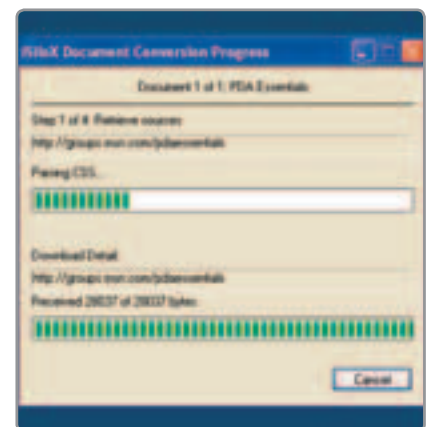 iSiloX Document Conversion Progress
Document 1 of 1: PDA Essentials
Step 1 of 4: Retrieve sources
http://groups.msn.com/pdaessentials
Parsing CSS...
Download Detail
http://groups.msn.com/pdaessentials
Received 28037 of 28037 bytes
Cancel